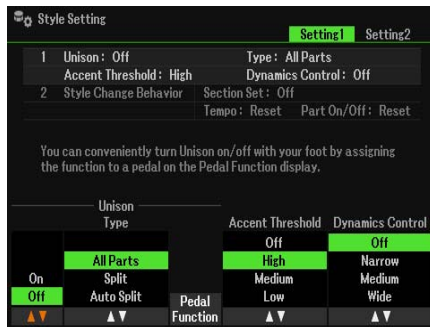 Style Setting
Setting1 Setting2
1 Unison: Off Type: All Parts
Accent Threshold: High Dynamics Control: Off
2 Style Change Behavior Section Set: Off
Tempo: Reset Part On/Off: Reset
You can conveniently turn Unison on/off with your foot by assigning
the function to a pedal on the Pedal Function display.
Unison
Type Accent Threshold Dynamics Control
Off Off
All Parts High Narrow
On Split Medium Medium
Off Auto Split Low Wide
Pedal
Function